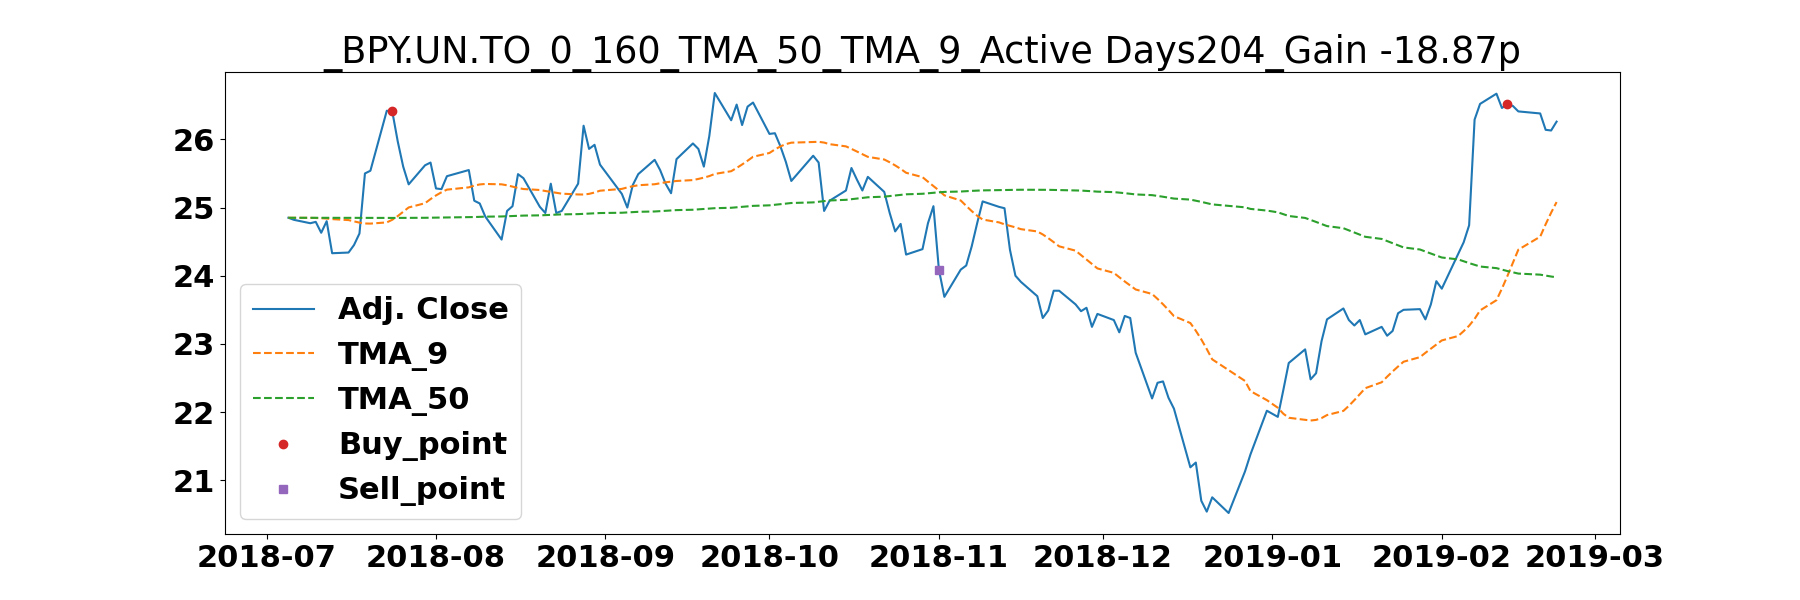 _BPY.UN.TO_0_160_TMA_50_TMA_9_Active Days204_Gain -18.87p
26
25
24
23
22
21
Adj. Close
TMA_9
TMA_50
Buy_point
Sell_point
2018-07 2018-08 2018-09 2018-10 2018-11 2018-12 2019-01 2019-02 2019-03